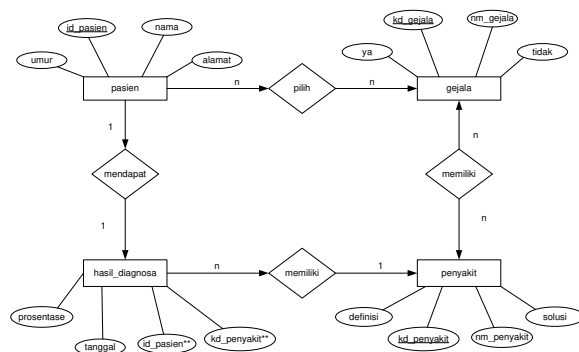 id_pasien
nama
kd_gejala
nm_gejala
umur
alamat
ya
tidak
pasien
n
pilih
n
gejala
1
n
mendapat
memiliki
1
n
hasil_diagnosa
n
memiliki
1
penyakit
prosentase
tanggal
id_pasien**
kd_penyakit**
definisi
kd_penyakit
nm_penyakit
solusi